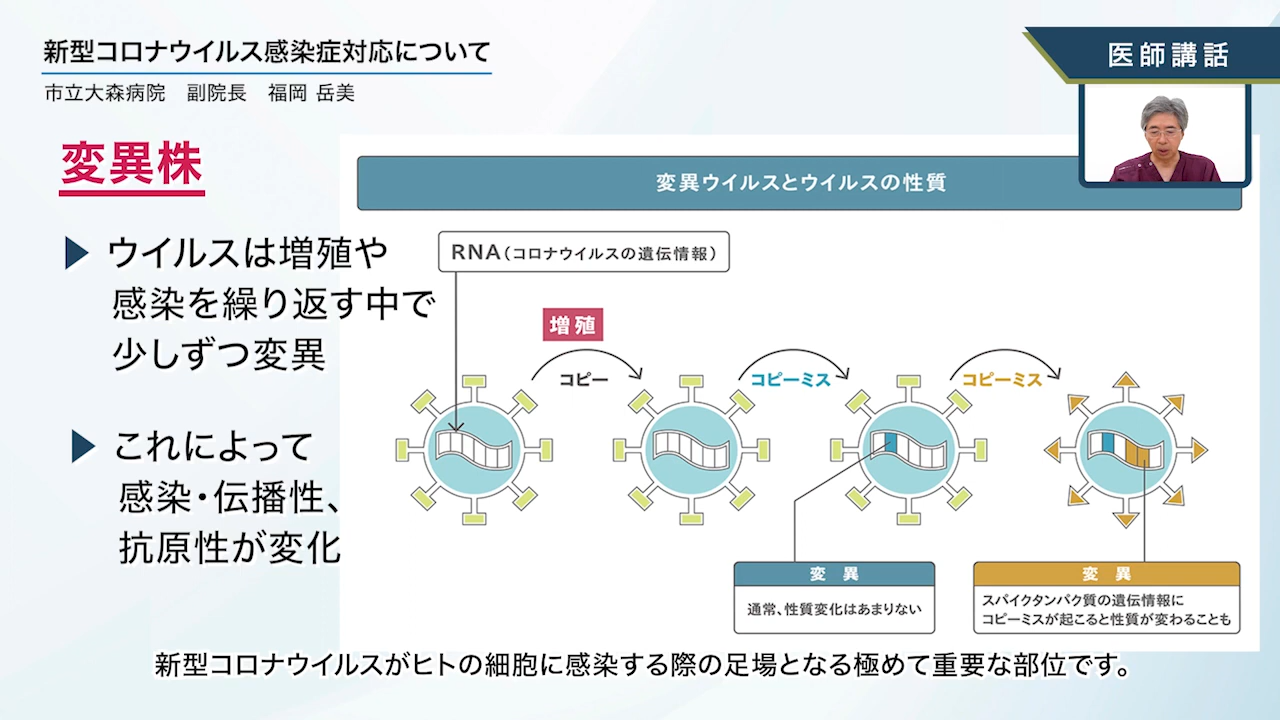 新型コロナウイルス感染症対応について
市立大森病院　副院長　福岡 岳美
医師講話
変異株
▶ ウイルスは増殖や
感染を繰り返す中で
少しずつ変異
▶ これによって
感染・伝播性、
抗原性が変化
変異ウイルスとウイルスの性質
RNA（コロナウイルスの遺伝情報）
増殖
コピー
コピーミス
コピーミス
変 異
通常、性質変化はあまりない
変 異
スパイクタンパク質の遺伝情報に
コピーミスが起こると性質が変わることも
新型コロナウイルスがヒトの細胞に感染する際の足場となる極めて重要な部位です。